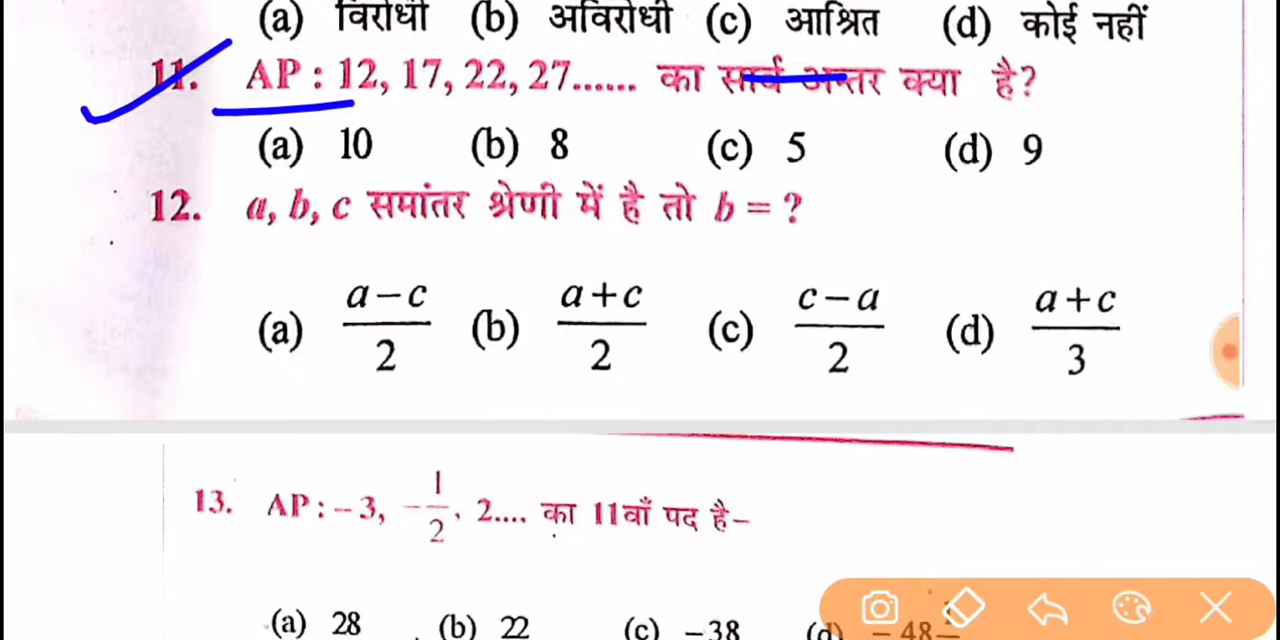 (a) विरोधी (b) अविरोधी (c) आश्रित (d) कोई नहीं
11. AP : 12, 17, 22, 27...... का सार्व अन्तर क्या है?
(a) 10 (b) 8 (c) 5 (d) 9
12. a, b, c समांतर श्रेणी में है तो b = ?
(a) (a−c)/2 (b) (a+c)/2 (c) (c−a)/2 (d) (a+c)/3
13. AP : −3, −1/2, 2.... का 11वाँ पद है−
(a) 28 (b) 22 (c) −38 (d) −48